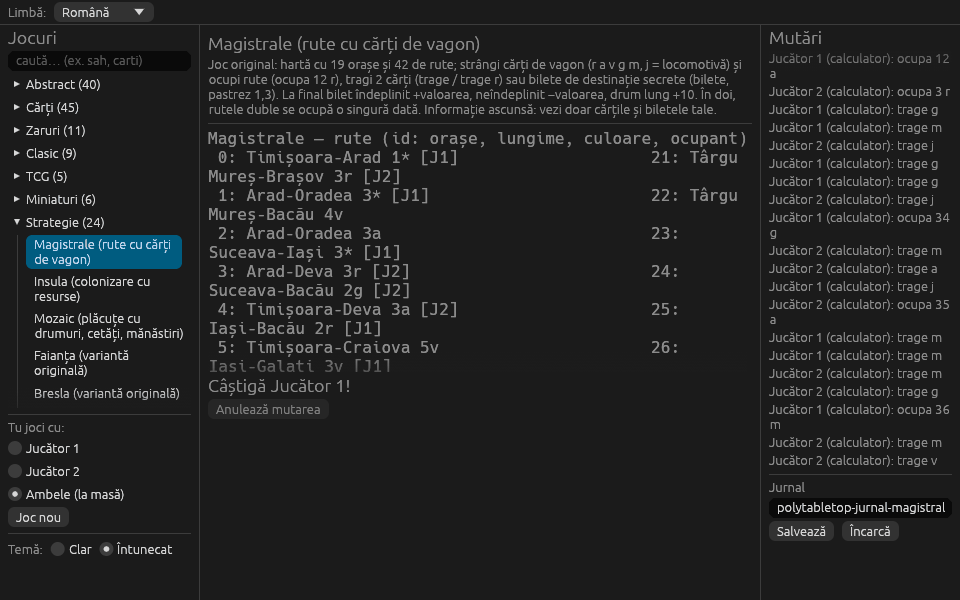 Limbă: Română
Jocuri
caută... (ex. sah, carti)
Abstract (40)
Cărți (45)
Zaruri (11)
Clasic (9)
TCG (5)
Miniaturi (6)
Strategie (24)
Magistrale (rute cu cărți
de vagon)
Insula (colonizare cu
resurse)
Mozaic (plăcuțe cu
drumuri, cetăți, mănăstiri)
Faianța (variantă
originală)
Bresla (variantă originală)
Tu joci cu:
Jucător 1
Jucător 2
Ambele (la masă)
Joc nou
Temă: Clar Întunecat
Magistrale (rute cu cărți de vagon)
Joc original: hartă cu 19 orașe și 42 de rute; strângi cărți de vagon (r a v g m, j = locomotivă) și
ocupi rute (ocupa 12 r), tragi 2 cărți (trage / trage r) sau bilete de destinație secrete (bilete,
pastrez 1,3). La final bilet îndeplinit +valoarea, neîndeplinit −valoarea, drum lung +10. În doi,
rutele duble se ocupă o singură dată. Informație ascunsă: vezi doar cărțile și biletele tale.
Magistrale — rute (id: orașe, lungime, culoare, ocupant)
0: Timișoara-Arad 1* [J1] 21: Târgu
Mureș-Brașov 3r [J2]
1: Arad-Oradea 3* [J1] 22: Târgu
Mureș-Bacău 4v
2: Arad-Oradea 3a 23:
Suceava-Iași 3* [J1]
3: Arad-Deva 3r [J2] 24:
Suceava-Bacău 2g [J2]
4: Timișoara-Deva 3a [J2] 25:
Iași-Bacău 2r [J1]
5: Timișoara-Craiova 5v 26:
Iași-Galați 3v [J1]
Câștigă Jucător 1!
Anulează mutarea
Mutări
Jucător 1 (calculator): ocupa 12
a
Jucător 2 (calculator): ocupa 3 r
Jucător 1 (calculator): trage g
Jucător 1 (calculator): trage m
Jucător 2 (calculator): trage j
Jucător 1 (calculator): trage g
Jucător 1 (calculator): trage g
Jucător 2 (calculator): trage j
Jucător 1 (calculator): ocupa 34
g
Jucător 2 (calculator): trage m
Jucător 2 (calculator): trage a
Jucător 1 (calculator): trage j
Jucător 2 (calculator): ocupa 35
a
Jucător 1 (calculator): trage m
Jucător 1 (calculator): trage m
Jucător 2 (calculator): trage m
Jucător 2 (calculator): trage g
Jucător 1 (calculator): ocupa 36
m
Jucător 2 (calculator): trage m
Jucător 2 (calculator): trage v
Jurnal
polytabletop-jurnal-magistral
Salvează Încarcă